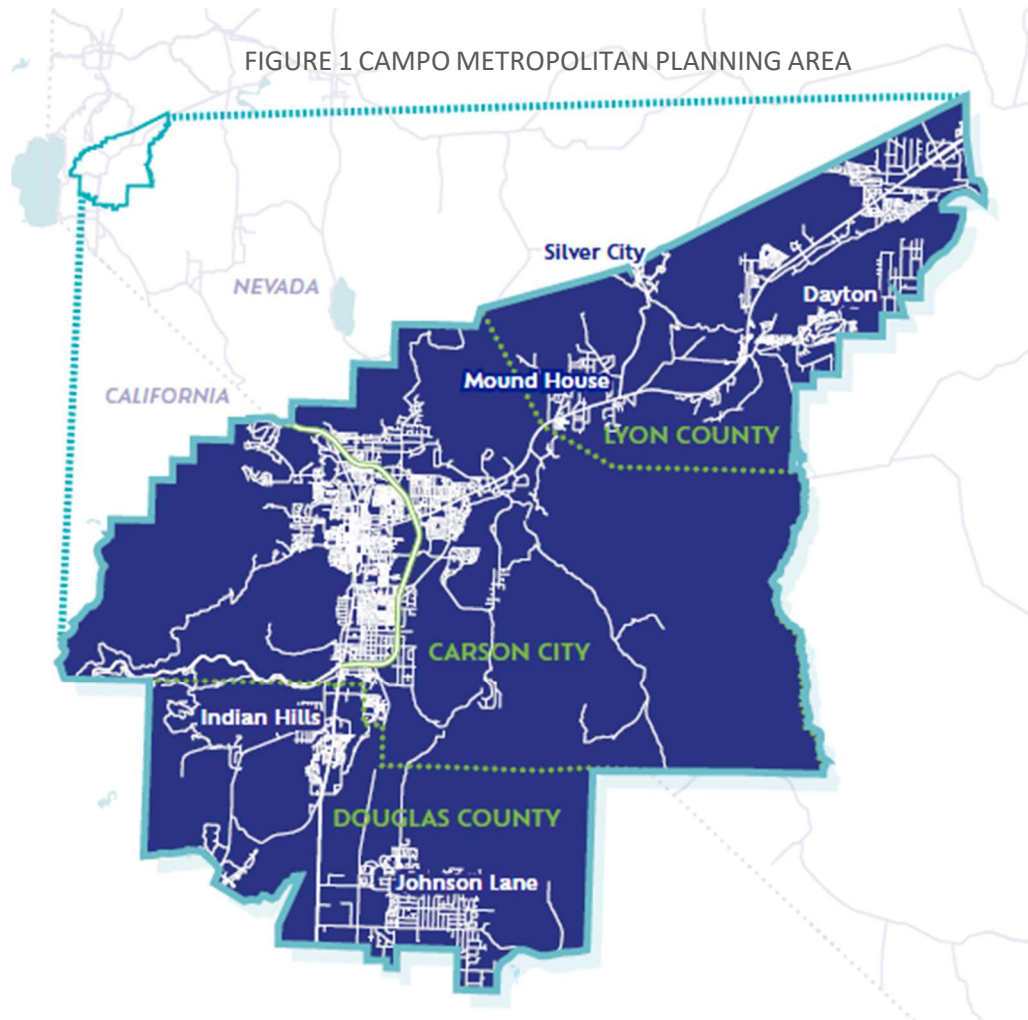 FIGURE 1 CAMPO METROPOLITAN PLANNING AREA
Silver City
NEVADA
Dayton
Mound House
CALIFORNIA
LYON COUNTY
CARSON CITY
Indian Hills
DOUGLAS COUNTY
Johnson Lane